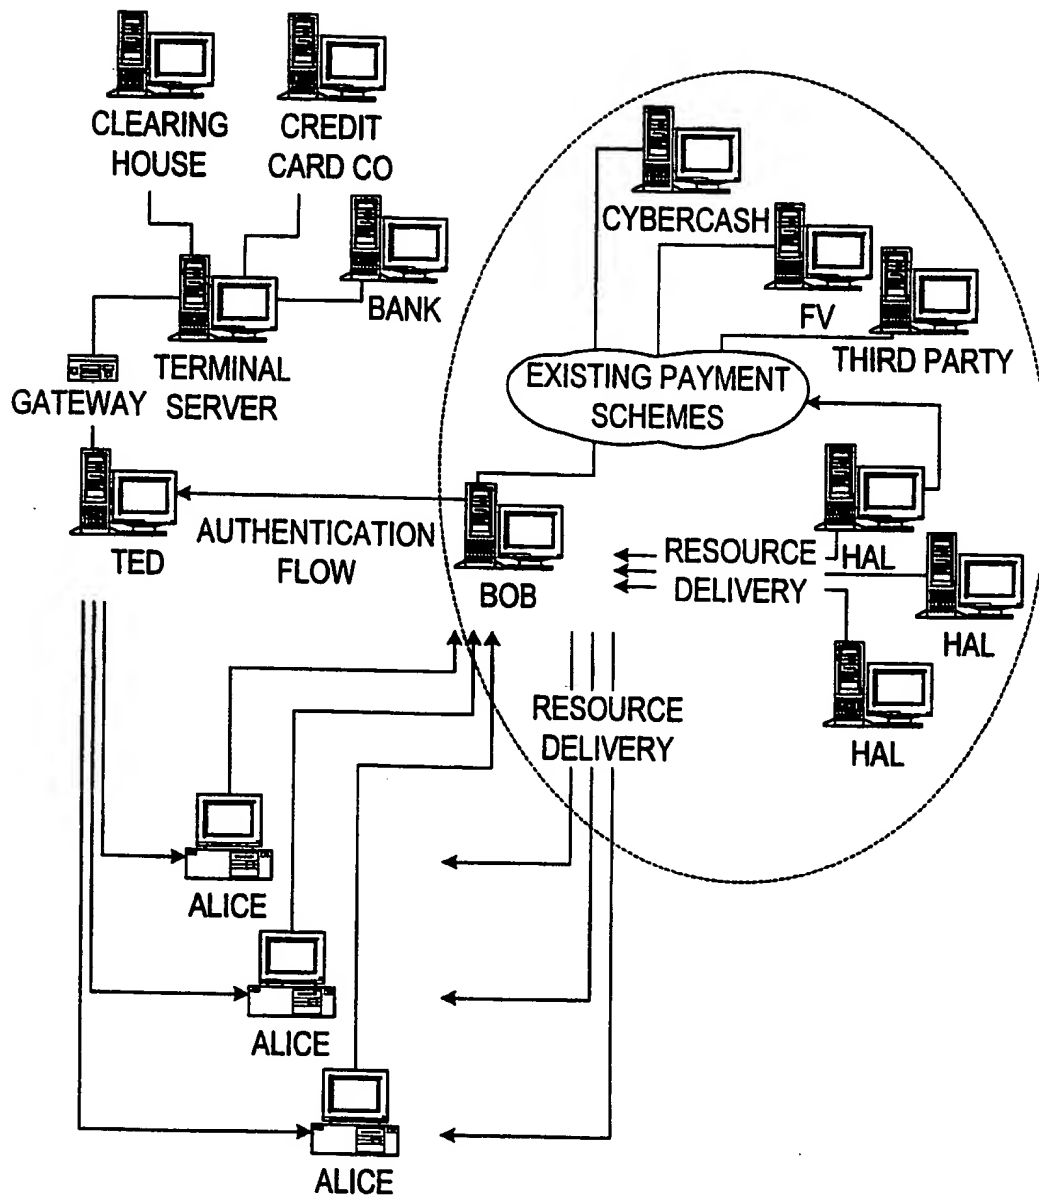 CLEARING
HOUSE
CREDIT
CARD CO
CYBERCASH
BANK
FV
THIRD PARTY
TERMINAL
SERVER
GATEWAY
EXISTING PAYMENT
SCHEMES
TED
AUTHENTICATION
FLOW
BOB
RESOURCE
DELIVERY
HAL
HAL
HAL
RESOURCE
DELIVERY
ALICE
ALICE
ALICE